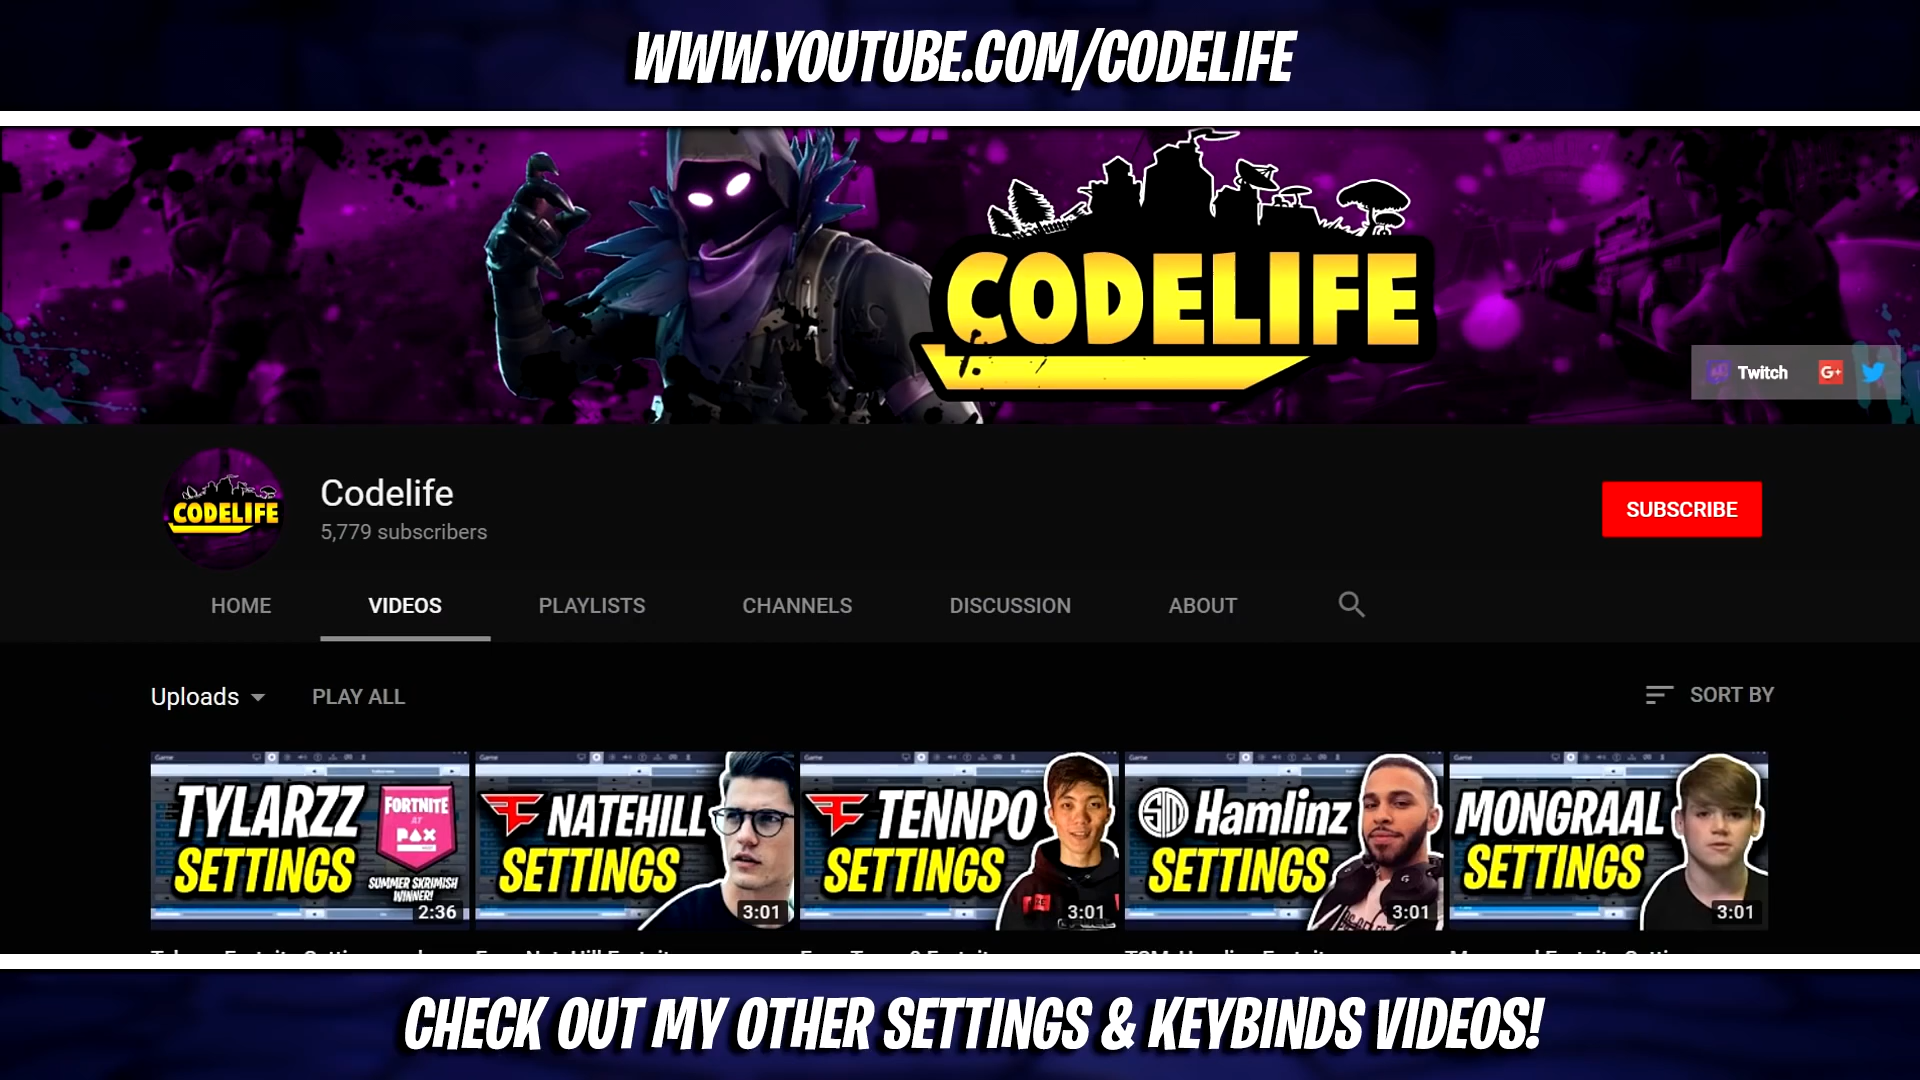 WWW.YOUTUBE.COM/CODELIFE
CODELIFE
Twitch G+
CODELIFE
Codelife
5,779 subscribers
SUBSCRIBE
HOME VIDEOS PLAYLISTS CHANNELS DISCUSSION ABOUT
Uploads PLAY ALL SORT BY
TYLARZZ
SETTINGS
FORTNITE
AT
PAX
SUMMER SKRIMISH
WINNER!
2:36
NATEHILL
SETTINGS
3:01
TENNPO
SETTINGS
3:01
Hamlinz
SETTINGS
3:01
MONGRAAL
SETTINGS
3:01
CHECK OUT MY OTHER SETTINGS & KEYBINDS VIDEOS!